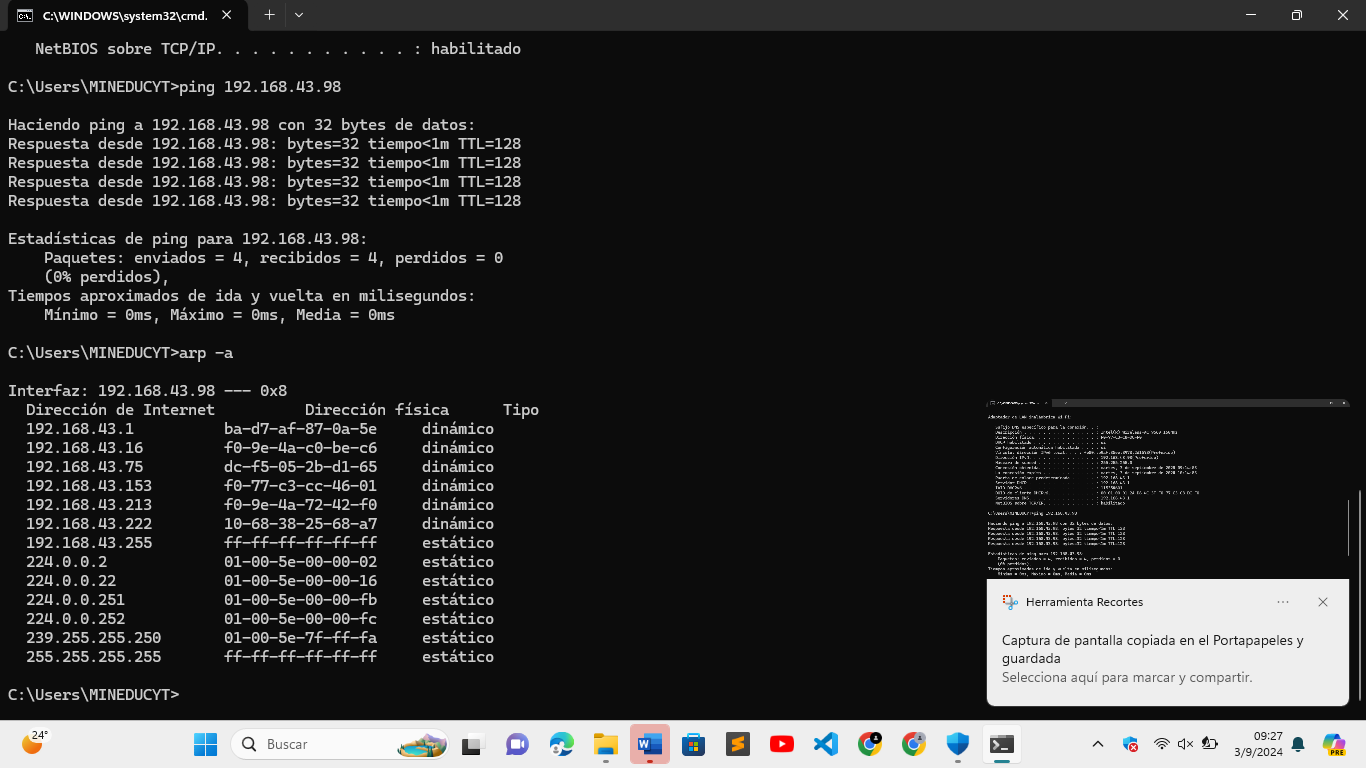 C:\WINDOWS\system32\cmd.
NetBIOS sobre TCP/IP. . . . . . . . . . . : habilitado
C:\Users\MINEDUCYT>ping 192.168.43.98
Haciendo ping a 192.168.43.98 con 32 bytes de datos:
Respuesta desde 192.168.43.98: bytes=32 tiempo<1m TTL=128
Respuesta desde 192.168.43.98: bytes=32 tiempo<1m TTL=128
Respuesta desde 192.168.43.98: bytes=32 tiempo<1m TTL=128
Respuesta desde 192.168.43.98: bytes=32 tiempo<1m TTL=128
Estadísticas de ping para 192.168.43.98:
Paquetes: enviados = 4, recibidos = 4, perdidos = 0
(0% perdidos),
Tiempos aproximados de ida y vuelta en milisegundos:
Mínimo = 0ms, Máximo = 0ms, Media = 0ms
C:\Users\MINEDUCYT>arp -a
Interfaz: 192.168.43.98 --- 0x8
Dirección de Internet Dirección física Tipo
192.168.43.1 ba-d7-af-87-0a-5e dinámico
192.168.43.16 f0-9e-4a-c0-be-c6 dinámico
192.168.43.75 dc-f5-05-2b-d1-65 dinámico
192.168.43.153 f0-77-c3-cc-46-01 dinámico
192.168.43.213 f0-9e-4a-72-42-f0 dinámico
192.168.43.222 10-68-38-25-68-a7 dinámico
192.168.43.255 ff-ff-ff-ff-ff-ff estático
224.0.0.2 01-00-5e-00-00-02 estático
224.0.0.22 01-00-5e-00-00-16 estático
224.0.0.251 01-00-5e-00-00-fb estático
224.0.0.252 01-00-5e-00-00-fc estático
239.255.255.250 01-00-5e-7f-ff-fa estático
255.255.255.255 ff-ff-ff-ff-ff-ff estático
C:\Users\MINEDUCYT>
Herramienta Recortes
Captura de pantalla copiada en el Portapapeles y
guardada
Selecciona aquí para marcar y compartir.
24°
Buscar
09:27
3/9/2024
PRE